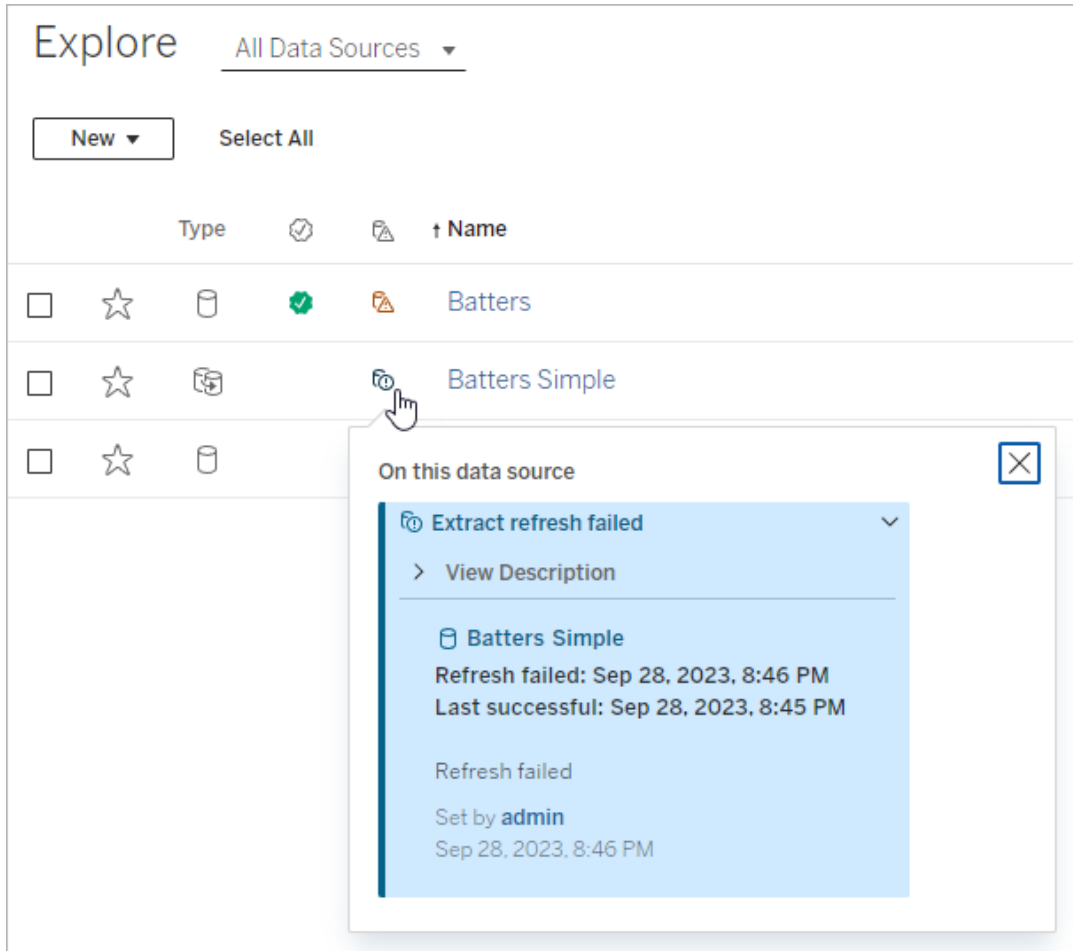 Explore All Data Sources
New Select All
Type Name
Batters
Batters Simple
On this data source
Extract refresh failed
View Description
Batters Simple
Refresh failed: Sep 28, 2023, 8:46 PM
Last successful: Sep 28, 2023, 8:45 PM
Refresh failed
Set by admin
Sep 28, 2023, 8:46 PM